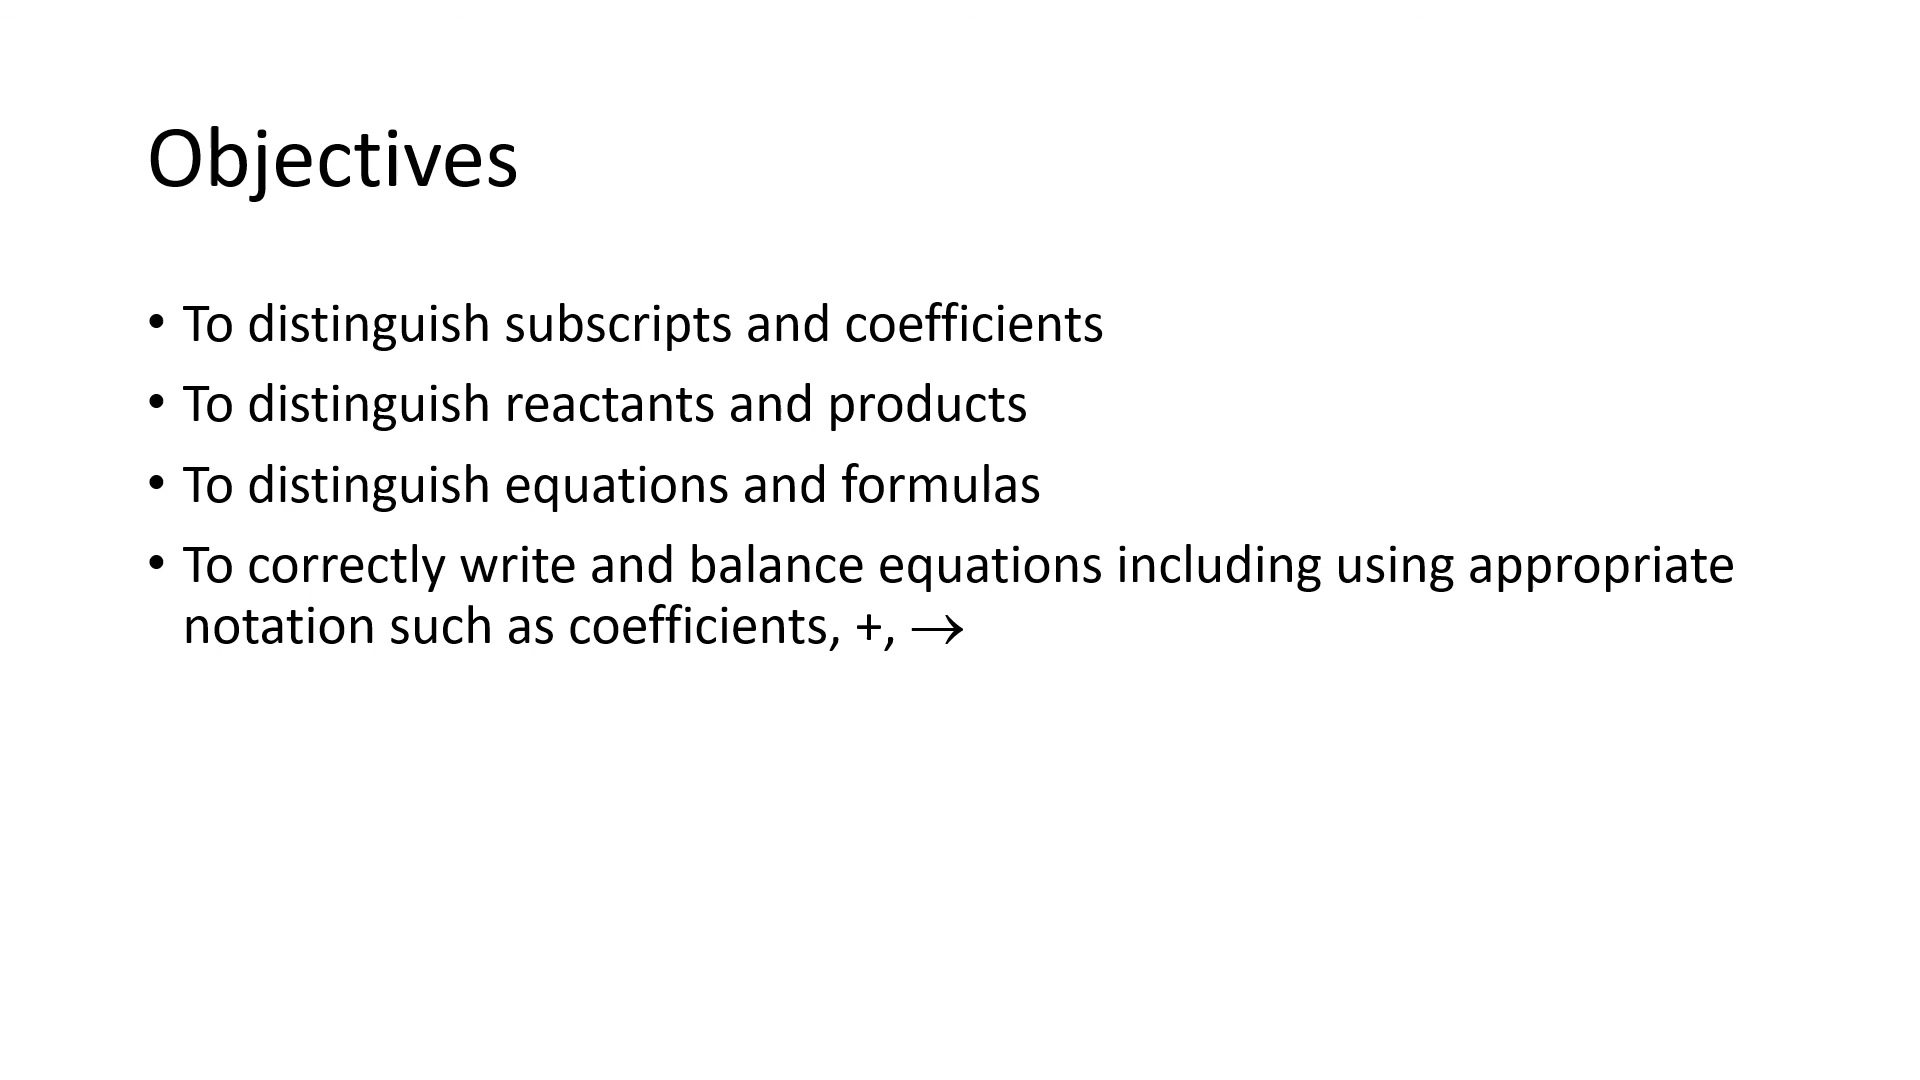 Objectives
• To distinguish subscripts and coefficients
• To distinguish reactants and products
• To distinguish equations and formulas
• To correctly write and balance equations including using appropriate
notation such as coefficients, +, →